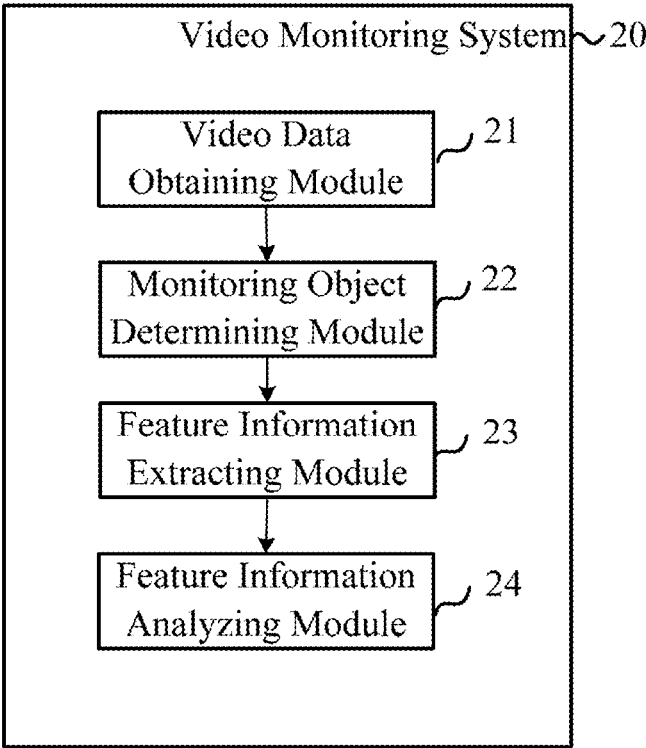 Video Monitoring System 20
Video Data 21
Obtaining Module
Monitoring Object 22
Determining Module
Feature Information 23
Extracting Module
Feature Information 24
Analyzing Module